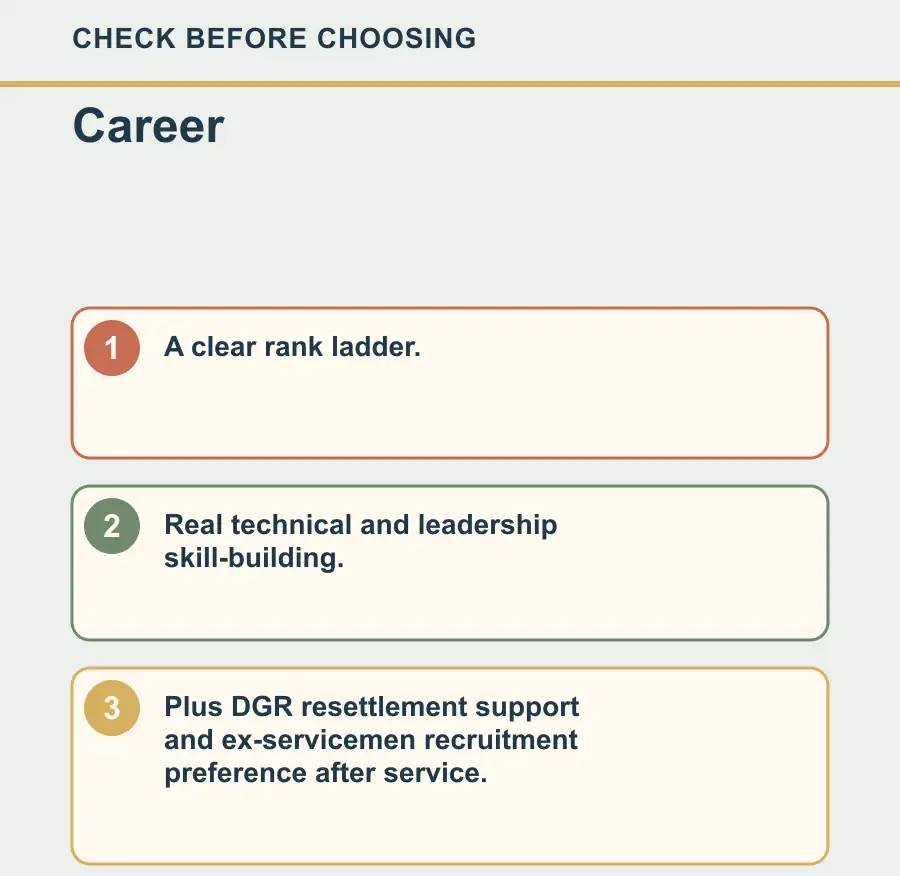 CHECK BEFORE CHOOSING
Career
1 A clear rank ladder.
2 Real technical and leadership
skill-building.
3 Plus DGR resettlement support
and ex-servicemen recruitment
preference after service.